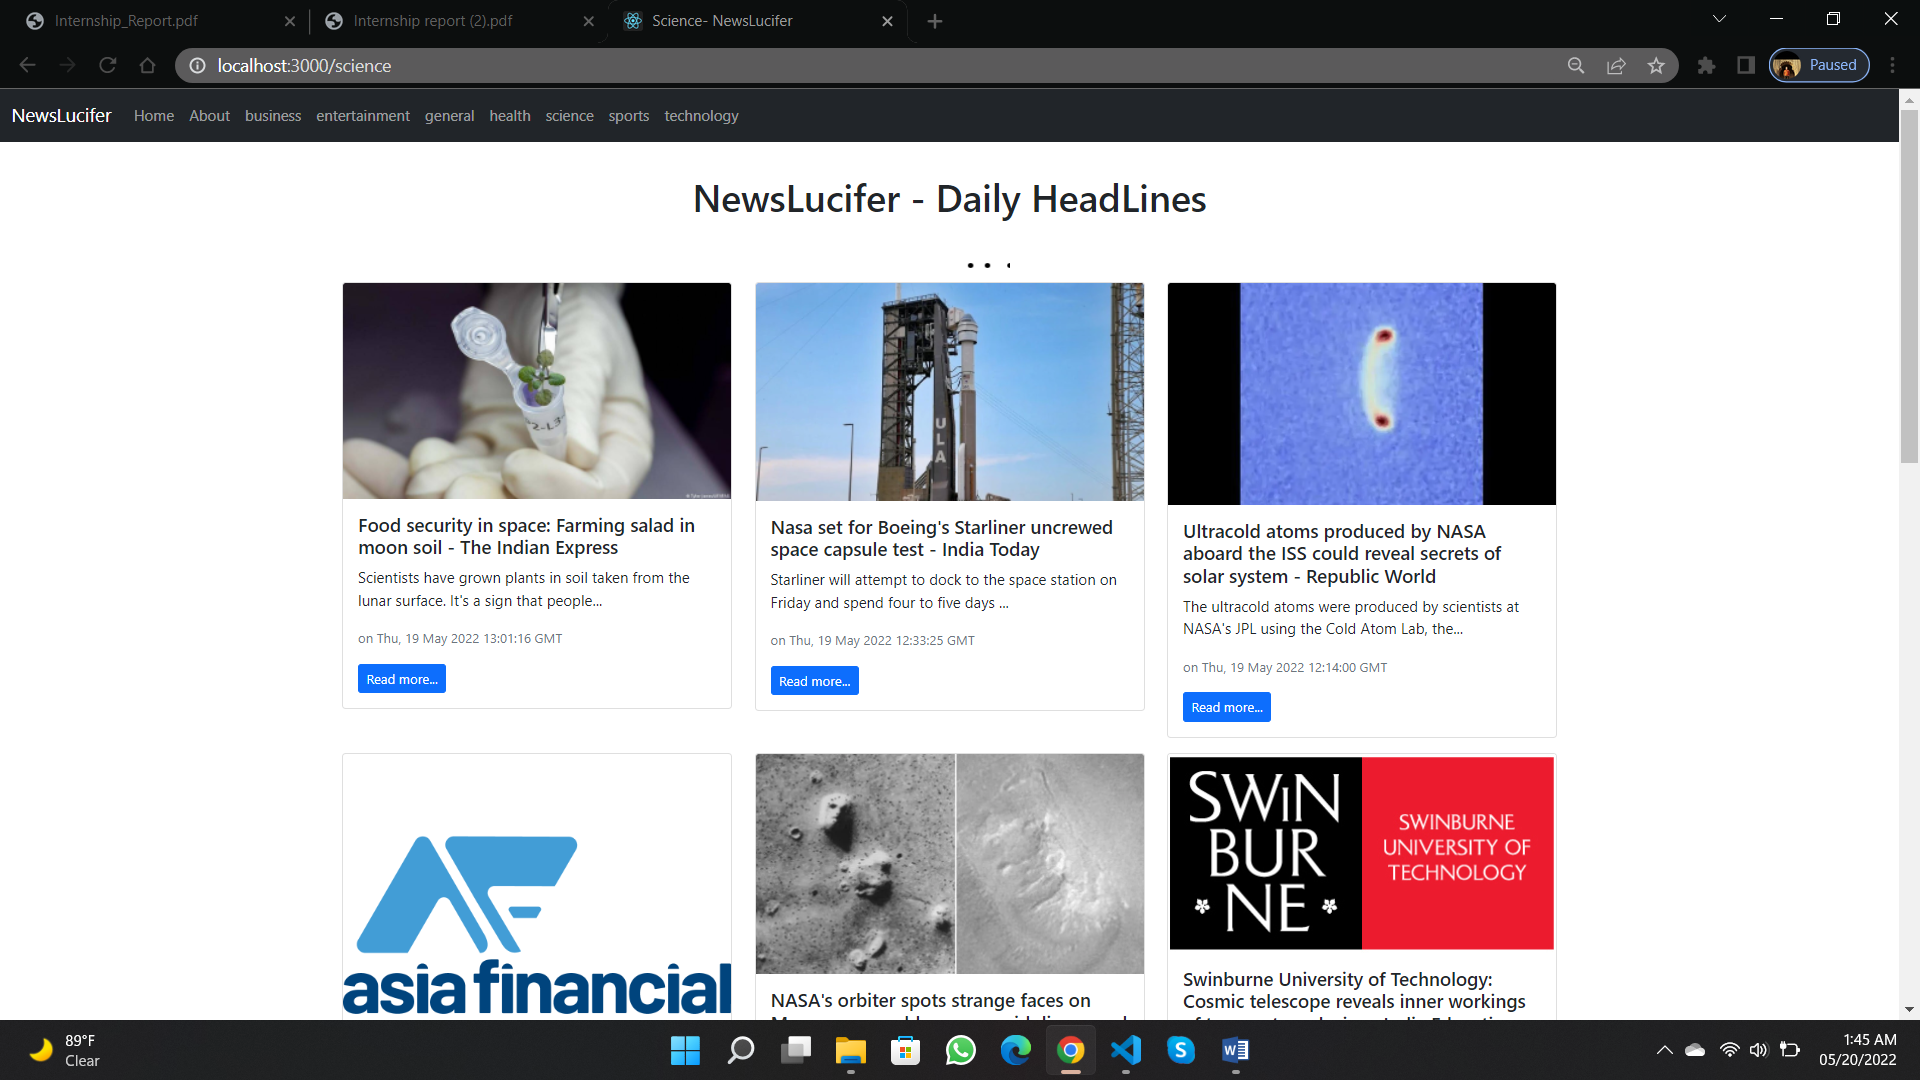 Internship_Report.pdf
Internship report (2).pdf
Science- NewsLucifer
localhost:3000/science
Paused
NewsLucifer Home About business entertainment general health science sports technology
NewsLucifer - Daily HeadLines
ULA
Food security in space: Farming salad in
moon soil - The Indian Express
Scientists have grown plants in soil taken from the
lunar surface. It's a sign that people...
on Thu, 19 May 2022 13:01:16 GMT
Read more...
Nasa set for Boeing's Starliner uncrewed
space capsule test - India Today
Starliner will attempt to dock to the space station on
Friday and spend four to five days ...
on Thu, 19 May 2022 12:33:25 GMT
Read more...
Ultracold atoms produced by NASA
aboard the ISS could reveal secrets of
solar system - Republic World
The ultracold atoms were produced by scientists at
NASA's JPL using the Cold Atom Lab, the...
on Thu, 19 May 2022 12:14:00 GMT
Read more...
AF
asia financial
NASA's orbiter spots strange faces on
SWiN
BUR
NE
SWINBURNE
UNIVERSITY OF
TECHNOLOGY
Swinburne University of Technology:
Cosmic telescope reveals inner workings
89°F
Clear
1:45 AM
05/20/2022